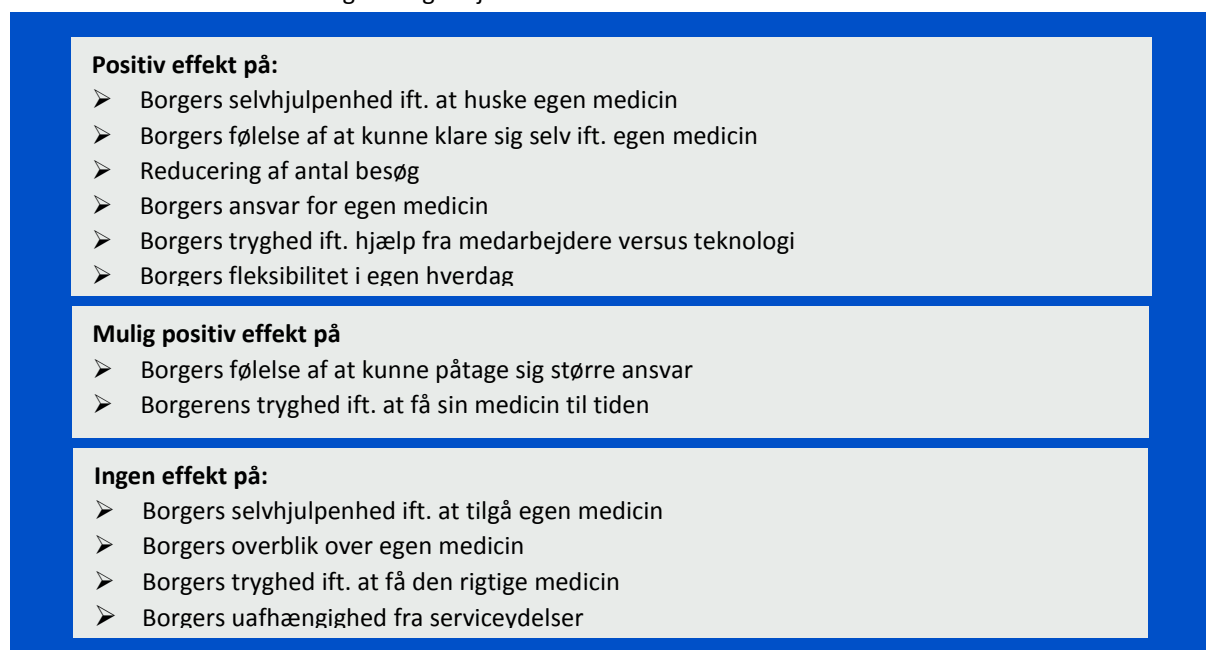 Positiv effekt på:
➢ Borgers selvhjulpenhed ift. at huske egen medicin
➢ Borgers følelse af at kunne klare sig selv ift. egen medicin
➢ Reducering af antal besøg
➢ Borgers ansvar for egen medicin
➢ Borgers tryghed ift. hjælp fra medarbejdere versus teknologi
➢ Borgers fleksibilitet i egen hverdag
Mulig positiv effekt på
➢ Borgers følelse af at kunne påtage sig større ansvar
➢ Borgerens tryghed ift. at få sin medicin til tiden
Ingen effekt på:
➢ Borgers selvhjulpenhed ift. at tilgå egen medicin
➢ Borgers overblik over egen medicin
➢ Borgers tryghed ift. at få den rigtige medicin
➢ Borgers uafhængighed fra serviceydelser